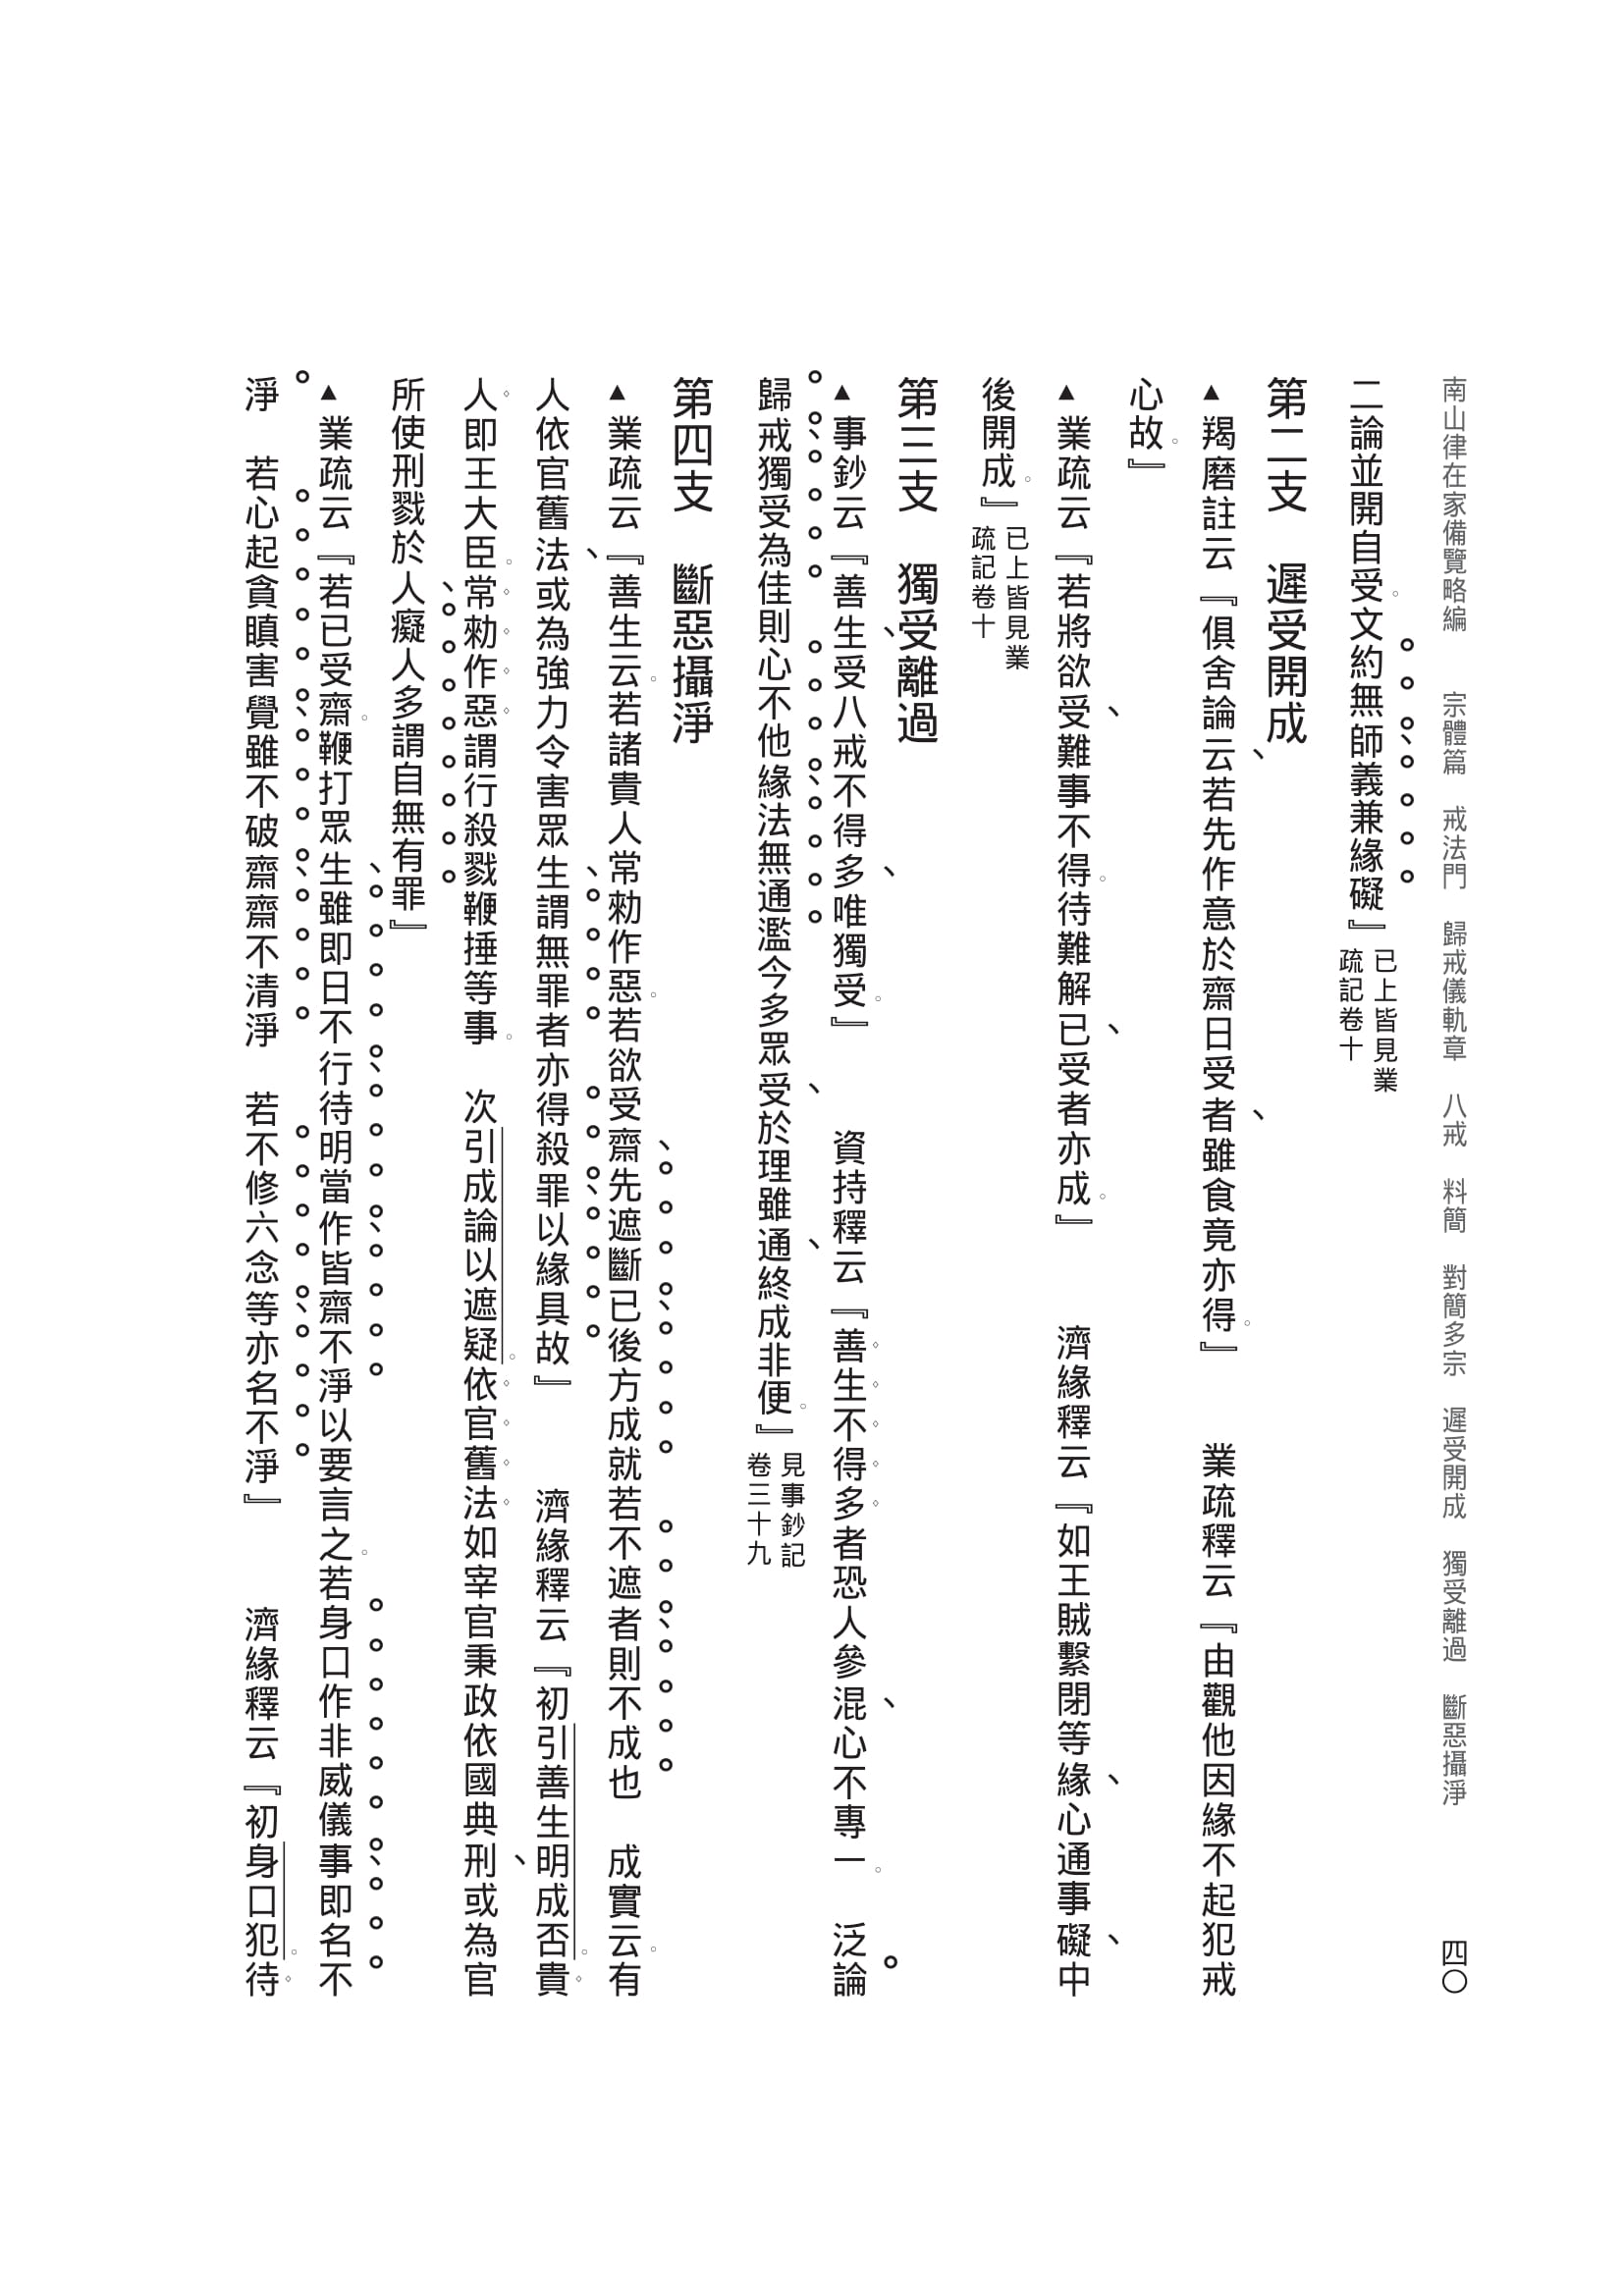 南山律在家備覽略編　　宗體篇　戒法門　歸戒儀軌章　八戒　料簡　對簡多宗　遲受開成　獨受離過　斷惡攝淨　　　　　四〇
二論並開自受文約無師義兼緣礙』已上皆見業疏記卷十
第二支　遲受開成
▲羯磨註云『俱舍論云若先作意於齋日受者雖食竟亦得』　　業疏釋云『由觀他因緣不起犯戒
心故』
▲業疏云『若將欲受難事不得待難解已受者亦成』　　濟緣釋云『如王賊繫閉等緣心通事礙中
後開成』已上皆見業疏記卷十
第三支　獨受離過
▲事鈔云『善生受八戒不得多唯獨受』　　資持釋云『善生不得多者恐人參混心不專一　泛論
歸戒獨受為佳則心不他緣法無通濫今多眾受於理雖通終成非便』見事鈔記卷三十九
第四支　斷惡攝淨
▲業疏云『善生云若諸貴人常勑作惡若欲受齋先遮斷已後方成就若不遮者則不成也　成實云有
人依官舊法或為強力令害眾生謂無罪者亦得殺罪以緣具故』　　濟緣釋云『初引善生明成否貴
人即王大臣常勑作惡謂行殺戮鞭捶等事　次引成論以遮疑依官舊法如宰官秉政依國典刑或為官
所使刑戮於人癡人多謂自無有罪』
▲業疏云『若已受齋鞭打眾生雖即日不行待明當作皆齋不淨以要言之若身口作非威儀事即名不
淨　若心起貪瞋害覺雖不破齋齋不清淨　若不修六念等亦名不淨』　　濟緣釋云『初身口犯待